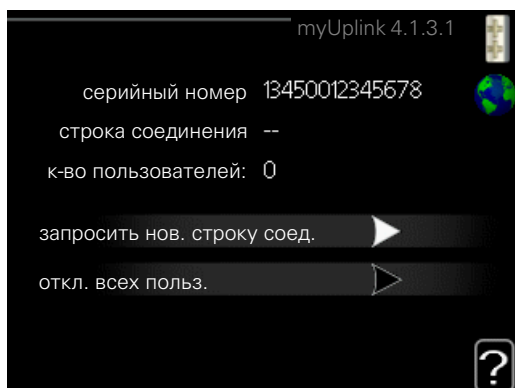 myUplink 4.1.3.1
серийный номер 13450012345678
строка соединения --
к-во пользователей: 0
запросить нов. строку соед.
откл. всех польз.
?